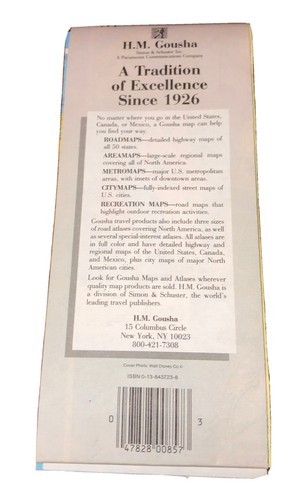 H.M. Gousha
Simon & Schuster Inc.
A Paramount Communications Company
A Tradition
of Excellence
Since 1926
No matter where you go in the United States,
Canada, or Mexico, a Gousha map can help
you find your way.
ROADMAPS—detailed highway maps of
all 50 states.
AREAMAPS—large-scale regional maps
covering all of North America.
METROMAPS—major U.S. metropolitan
areas, with insets of downtown areas.
CITYMAPS—fully-indexed street maps of
U.S. cities.
RECREATION MAPS—road maps that
highlight outdoor recreation activities.
Gousha travel products also include three sizes
of road atlases covering North America, as well
as several special-interest atlases. All atlases are
in full color and have detailed highway and
regional maps of the United States, Canada,
and Mexico, plus city maps of major North
American cities.
Look for Gousha Maps and Atlases wherever
quality map products are sold. H.M. Gousha is
a division of Simon & Schuster, the world's
leading travel publishers.
H.M. Gousha
15 Columbus Circle
New York, NY 10023
800-421-7308
Cover Photo: Walt Disney Co.©
ISBN 0-13-643723-6
0 47828 00857 3